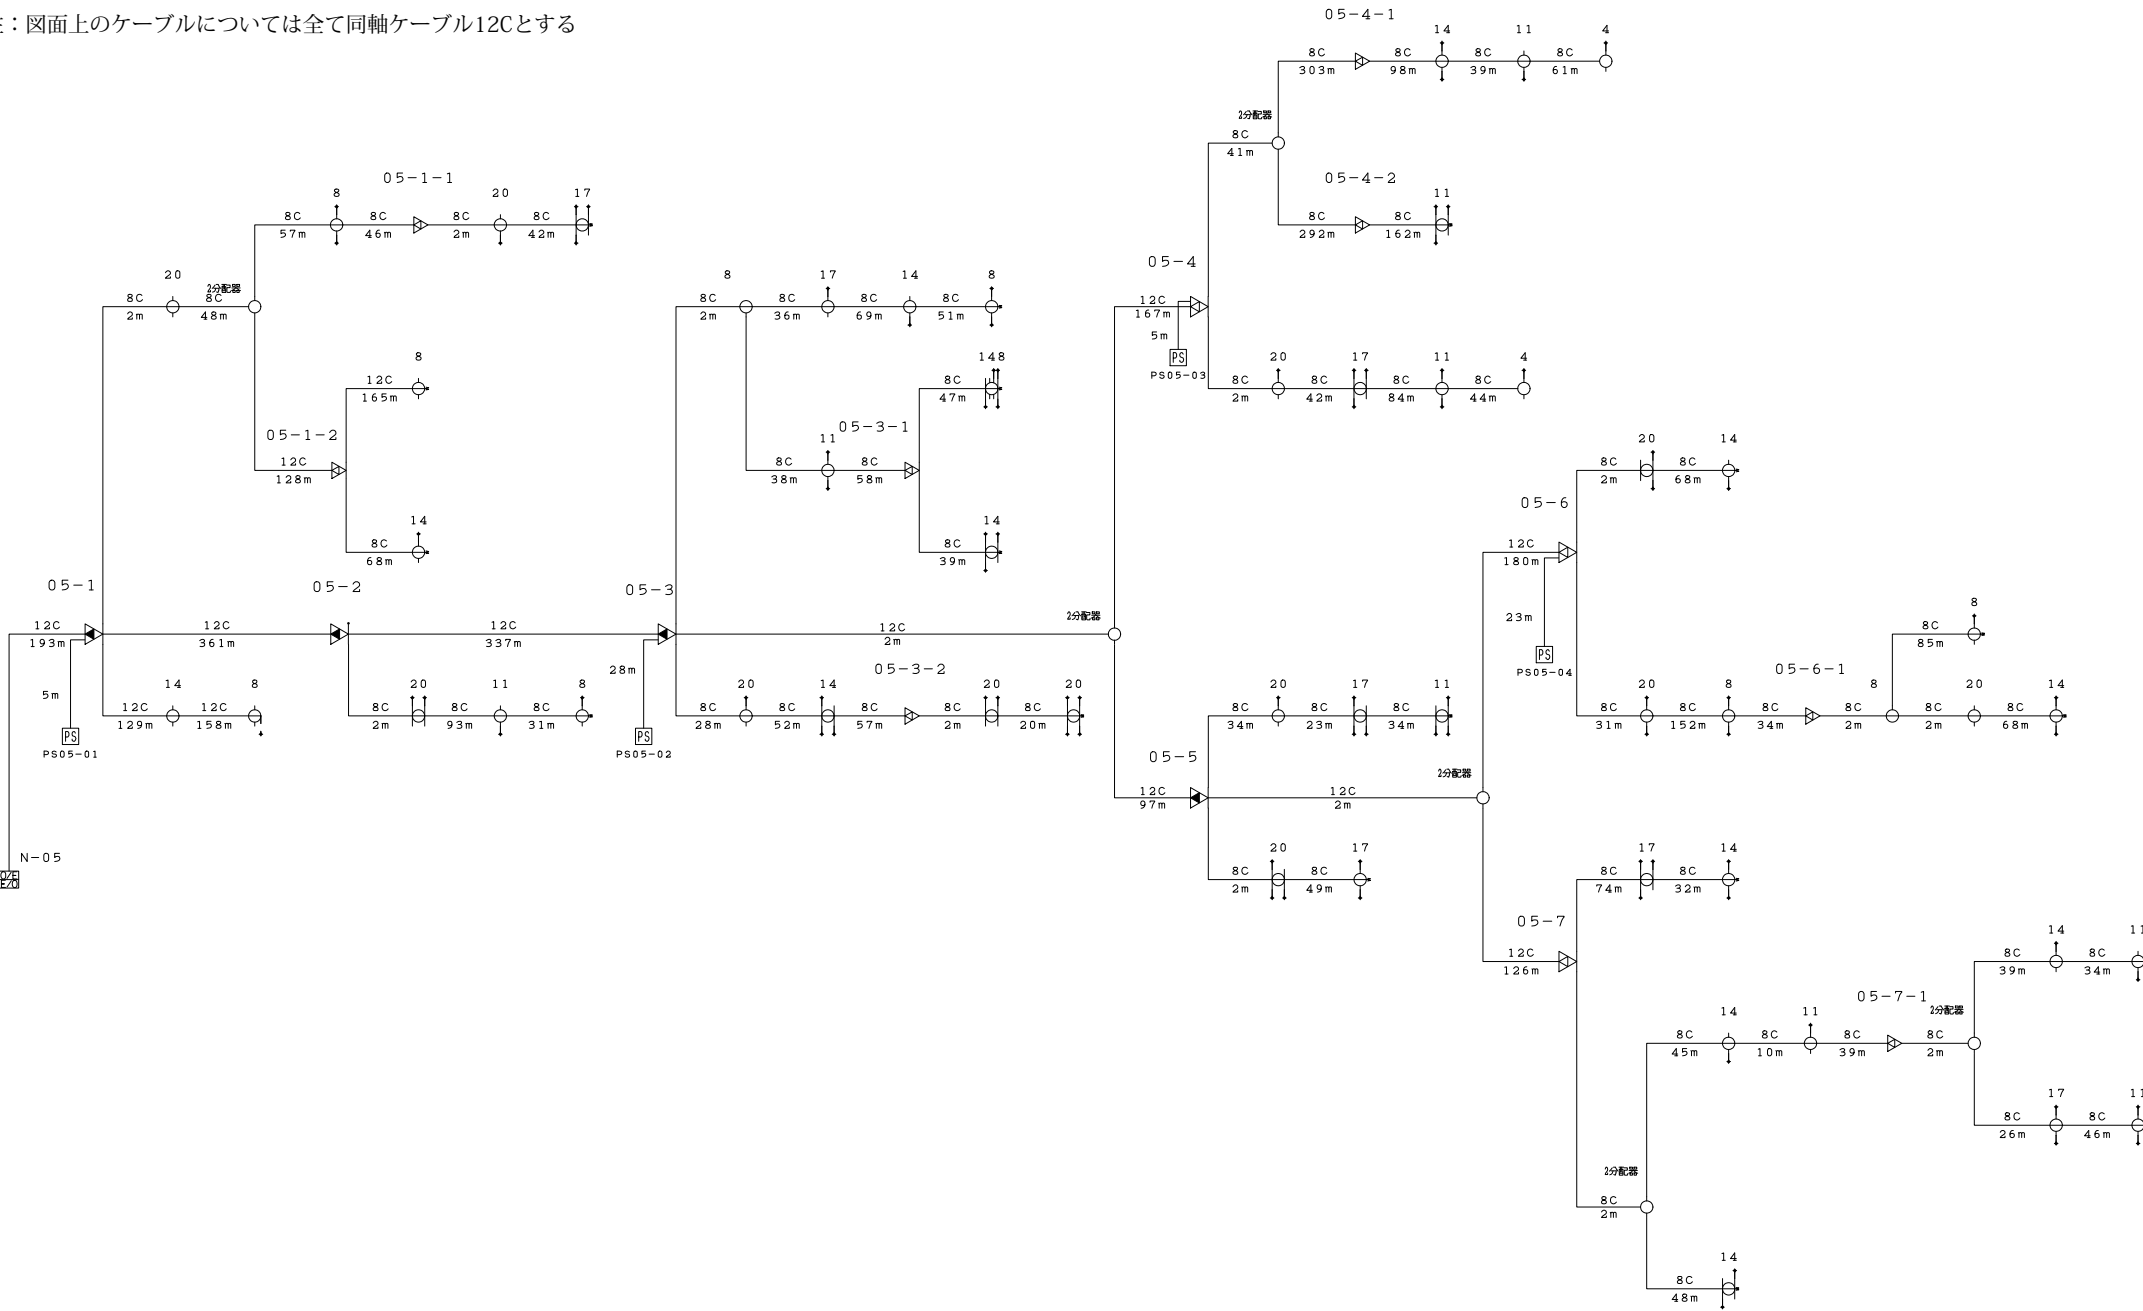 ：図面上のケーブルについては全て同軸ケーブル12Cとする
05-4-1
14 11 4
8C 8C 8C 8C
303m 98m 39m 61m
2分配器
8C
41m
05-4-2
11
8C 8C
292m 162m
05-1-1
8 20 17
8C 8C 8C 8C
57m 46m 2m 42m
05-4
20
2分配器
8C 8C
2m 48m
8 17 14 8
8C 8C 8C 8C
2m 36m 69m 51m
12C
167m
5m
PS
PS05-03
8
12C
165m
148
8C
47m
20 17 11 4
8C 8C 8C 8C
2m 42m 84m 44m
05-1-2
12C
128m
05-3-1
11
8C 8C
38m 58m
20 14
8C 8C
2m 68m
14
8C
68m
14
8C
39m
05-6
12C
180m
23m
PS
PS05-04
05-1
05-2
05-3
12C 12C 12C 12C
193m 361m 337m 2m
2分配器
8
8C
85m
5m
PS
PS05-01
28m
PS
PS05-02
14 8
12C 12C
129m 158m
20 11 8
8C 8C 8C
2m 93m 31m
05-3-2
20 14 20 20
8C 8C 8C 8C 8C
28m 52m 57m 2m 20m
20 17 11
8C 8C 8C
34m 23m 34m
05-6-1
20 8 8 20 14
8C 8C 8C 8C 8C 8C
31m 152m 34m 2m 2m 68m
05-5
2分配器
12C 12C
97m 2m
N-05
O/E
E/O
20 17
8C 8C
2m 49m
17 14
8C 8C
74m 32m
05-7
12C
126m
14 11
8C 8C
39m 34m
05-7-1
2分配器
14 11
8C 8C 8C 8C
45m 10m 39m 2m
17 11
8C 8C
26m 46m
2分配器
8C
2m
14
8C
48m